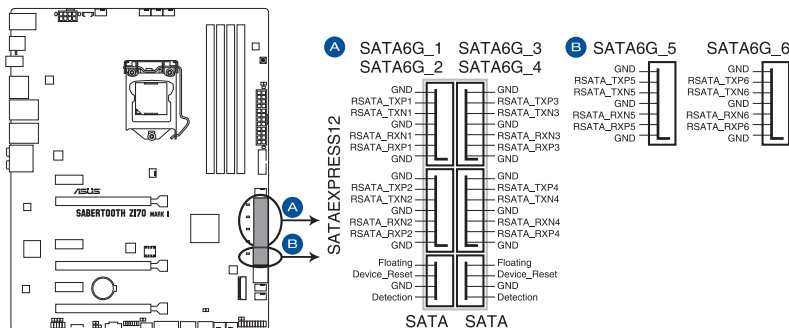 A SATA6G_1 SATA6G_3
SATA6G_2 SATA6G_4
SATAEXPRESS12
GND
RSATA_TXP1
RSATA_TXN1
GND
RSATA_RXN1
RSATA_RXP1
GND
GND
RSATA_TXP3
RSATA_TXN3
GND
RSATA_RXN3
RSATA_RXP3
GND
GND
RSATA_TXP2
RSATA_TXN2
GND
RSATA_RXN2
RSATA_RXP2
GND
GND
RSATA_TXP4
RSATA_TXN4
GND
RSATA_RXN4
RSATA_RXP4
GND
Floating
Device_Reset
GND
Detection
Floating
Device_Reset
GND
Detection
SATA SATA
B SATA6G_5 SATA6G_6
GND
RSATA_TXP5
RSATA_TXN5
GND
RSATA_RXN5
RSATA_RXP5
GND
GND
RSATA_TXP6
RSATA_TXN6
GND
RSATA_RXN6
RSATA_RXP6
GND
ASUS
SABERTOOTH Z170 MARK 1
A
B